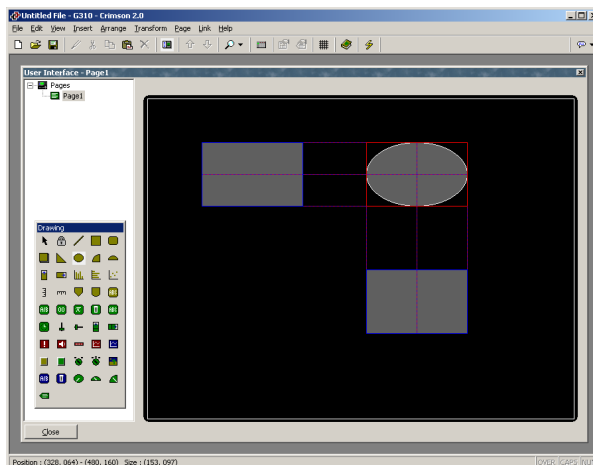 Untitled File - G310 - Crimson 2.0
File Edit View Insert Arrange Transform Page Link Help
User Interface - Page1
Pages
Page1
Drawing
Close
Position : (328, 064) - (480, 160) Size : (153, 097)
OVER CAPS NUM